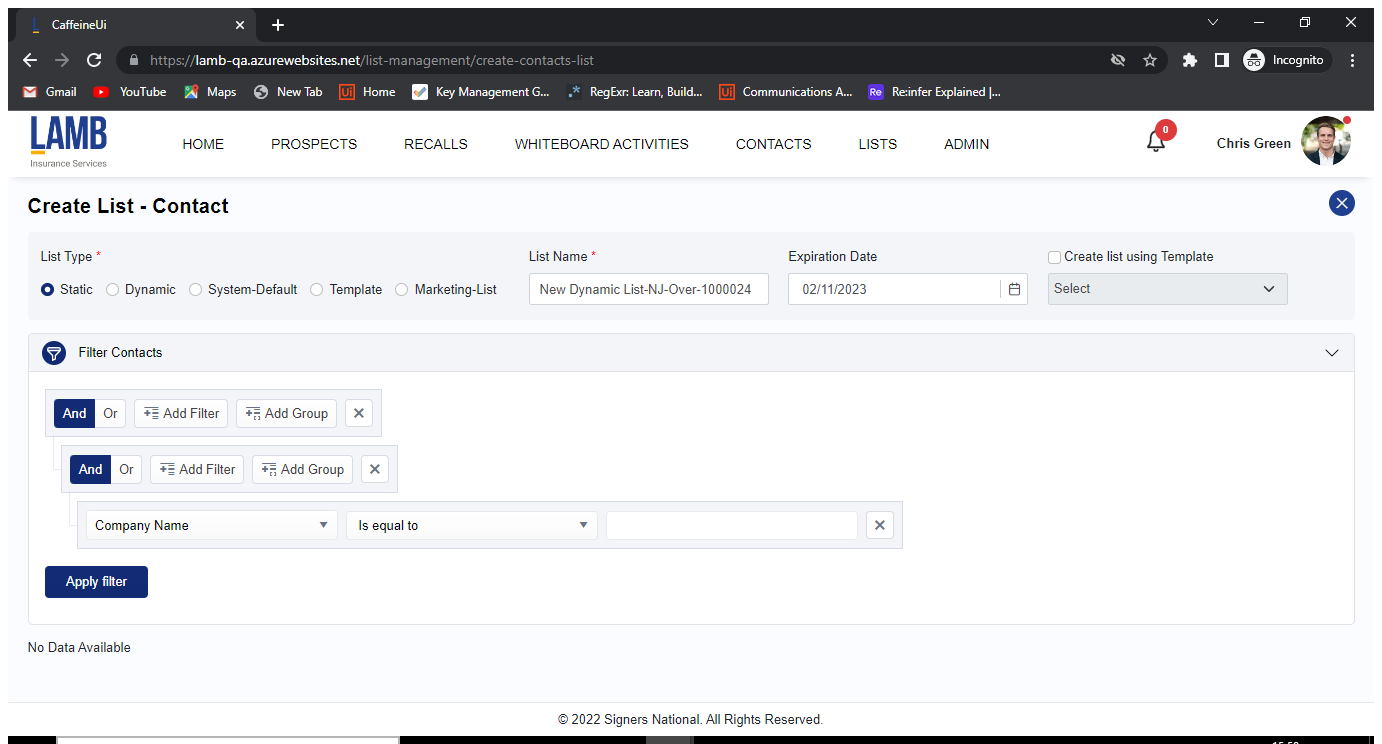 CaffeineUi
https://lamb-qa.azurewebsites.net/list-management/create-contacts-list
Incognito
Gmail YouTube Maps New Tab Home Key Management G... RegExr: Learn, Build... Communications A... Re:infer Explained |...
LAMB
Insurance Services
HOME PROSPECTS RECALLS WHITEBOARD ACTIVITIES CONTACTS LISTS ADMIN
0
Chris Green
Create List - Contact
List Type * List Name * Expiration Date Create list using Template
Static Dynamic System-Default Template Marketing-List New Dynamic List-NJ-Over-1000024 02/11/2023 Select
Filter Contacts
And Or Add Filter Add Group
And Or Add Filter Add Group
Company Name Is equal to
Apply filter
No Data Available
© 2022 Signers National. All Rights Reserved.